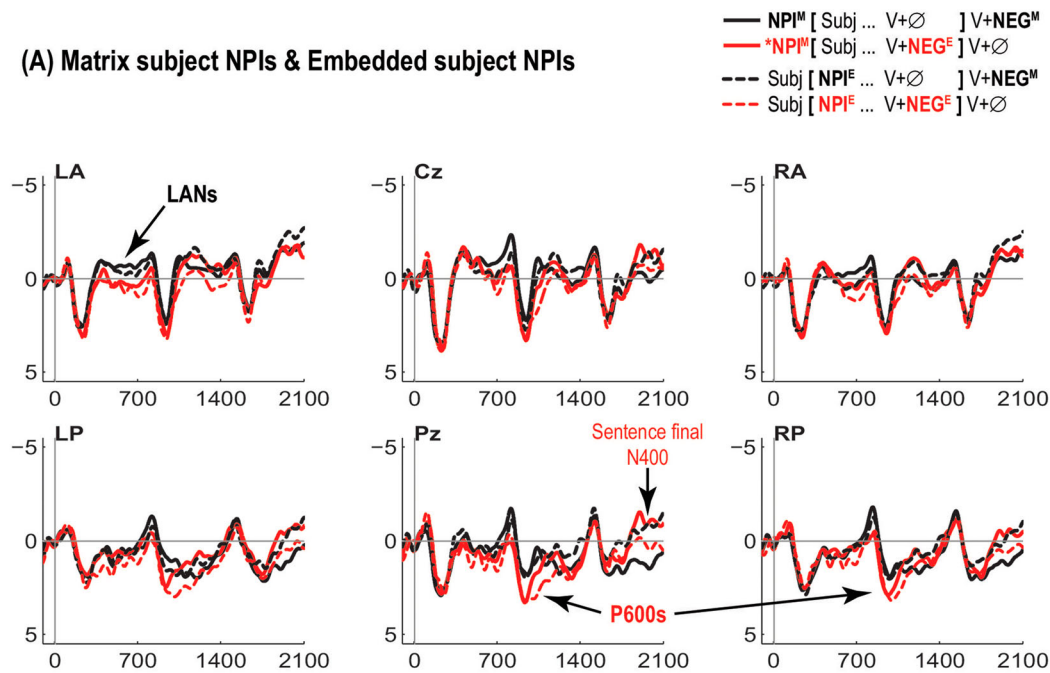 NPIᴹ [ Subj ... V+∅ ] V+NEGᴹ
*NPIᴹ[ Subj ... V+NEGᴱ ] V+∅
(A) Matrix subject NPIs & Embedded subject NPIs
Subj [ NPIᴱ ... V+∅ ] V+NEGᴹ
Subj [ NPIᴱ ... V+NEGᴱ ] V+∅
LA Cz RA
−5 −5 −5
LANs
0 0 0
5 5 5
0 700 1400 2100 0 700 1400 2100 0 700 1400 2100
LP Pz RP
Sentence final
N400
−5 −5 −5
0 0 0
P600s
5 5 5
0 700 1400 2100 0 700 1400 2100 0 700 1400 2100